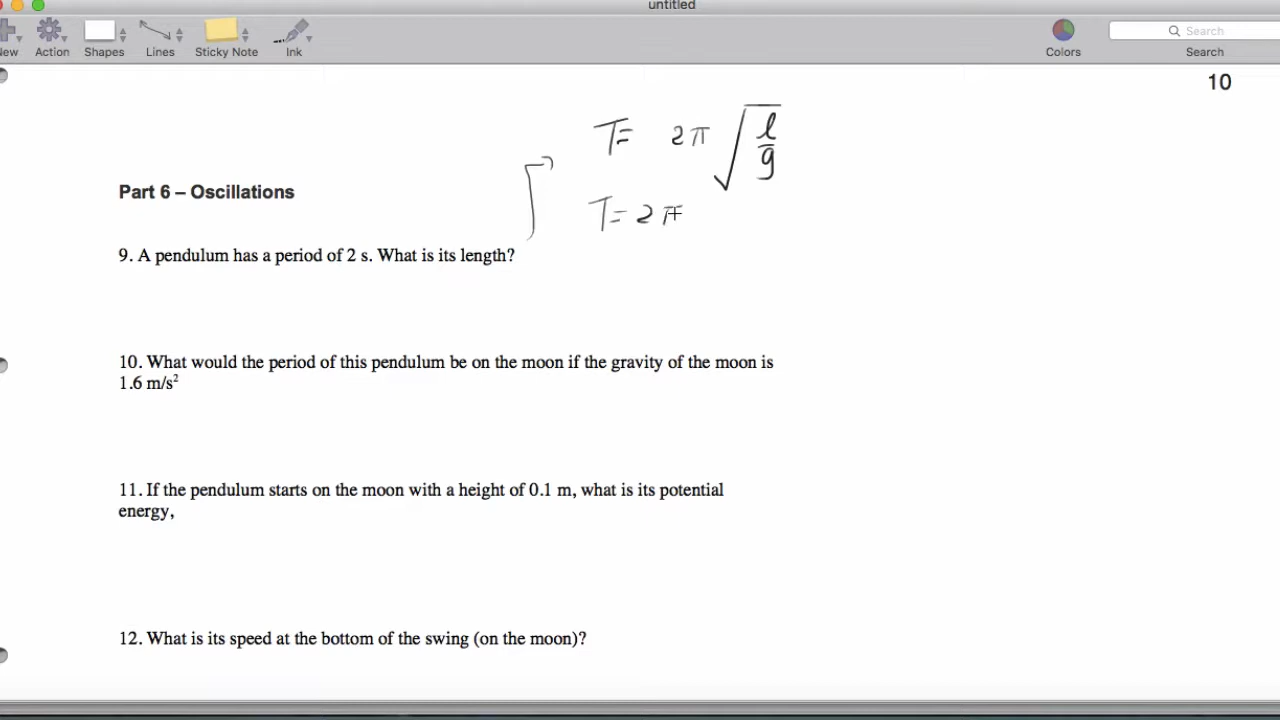 untitled
New Action Shapes Lines Sticky Note Ink Colors Search
Search
10
T= 2π √l/g
Part 6 – Oscillations
T= 2π
9. A pendulum has a period of 2 s. What is its length?
10. What would the period of this pendulum be on the moon if the gravity of the moon is
1.6 m/s²
11. If the pendulum starts on the moon with a height of 0.1 m, what is its potential
energy,
12. What is its speed at the bottom of the swing (on the moon)?